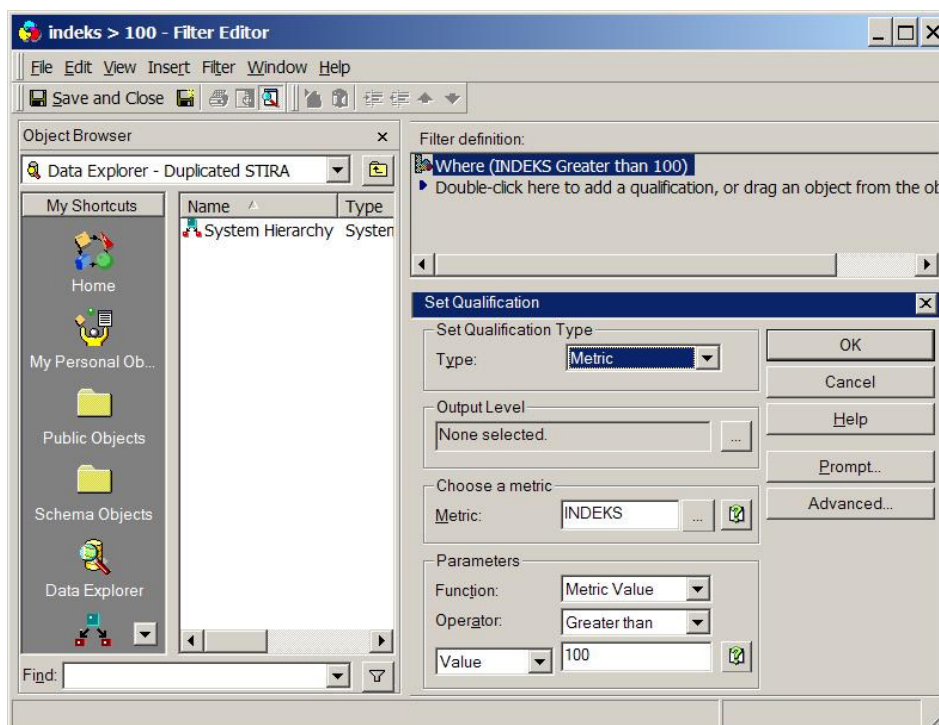 indeks > 100 - Filter Editor
File Edit View Insert Filter Window Help
Save and Close
Object Browser
Data Explorer - Duplicated STIRA
My Shortcuts
Home
My Personal Ob...
Public Objects
Schema Objects
Data Explorer
Name Type
System Hierarchy System
Find:
Filter definition:
Where (INDEKS Greater than 100)
Double-click here to add a qualification, or drag an object from the ob
Set Qualification
Set Qualification Type
Type: Metric
Output Level
None selected. ...
Choose a metric
Metric: INDEKS ...
Parameters
Function: Metric Value
Operator: Greater than
Value 100
OK
Cancel
Help
Prompt...
Advanced...